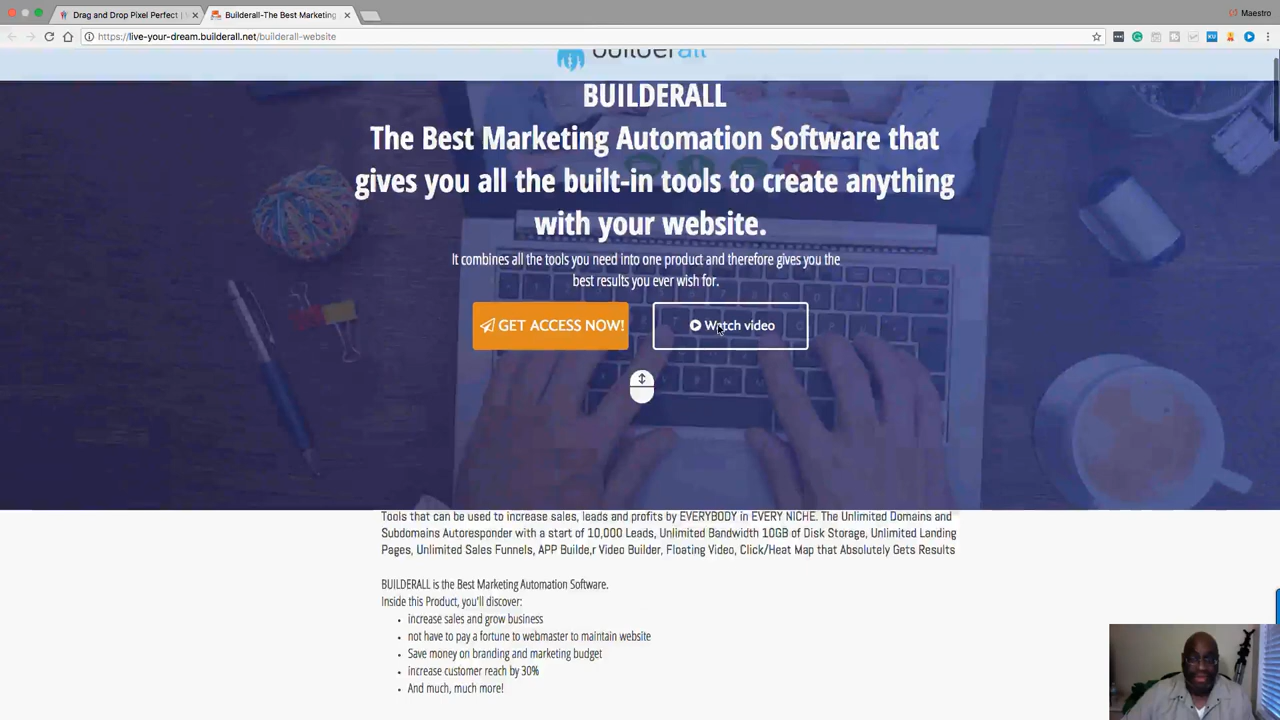 Drag and Drop Pixel Perfect |
Builderall-The Best Marketing
Maestro
https://live-your-dream.builderall.net/builderall-website
builderall
BUILDERALL
The Best Marketing Automation Software that
gives you all the built-in tools to create anything
with your website.
It combines all the tools you need into one product and therefore gives you the
best results you ever wish for.
GET ACCESS NOW!
Watch video
Tools that can be used to increase sales, leads and profits by EVERYBODY in EVERY NICHE. The Unlimited Domains and
Subdomains Autoresponder with a start of 10,000 Leads, Unlimited Bandwidth 10GB of Disk Storage, Unlimited Landing
Pages, Unlimited Sales Funnels, APP Builde,r Video Builder, Floating Video, Click/Heat Map that Absolutely Gets Results
BUILDERALL is the Best Marketing Automation Software.
Inside this Product, you'll discover:
• increase sales and grow business
• not have to pay a fortune to webmaster to maintain website
• Save money on branding and marketing budget
• increase customer reach by 30%
• And much, much more!